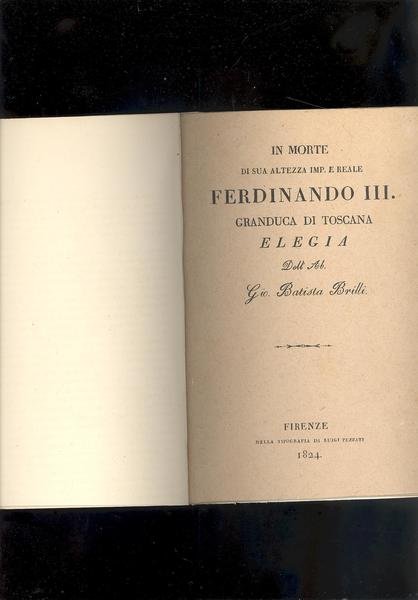 IN MORTE
DI SUA ALTEZZA IMP. E REALE
FERDINANDO III.
GRANDUCA DI TOSCANA
ELEGIA
Dell' Ab.
Gio. Batista Brilli.
FIRENZE
NELLA TIPOGRAFIA DI LUIGI PEZZATI
1824.